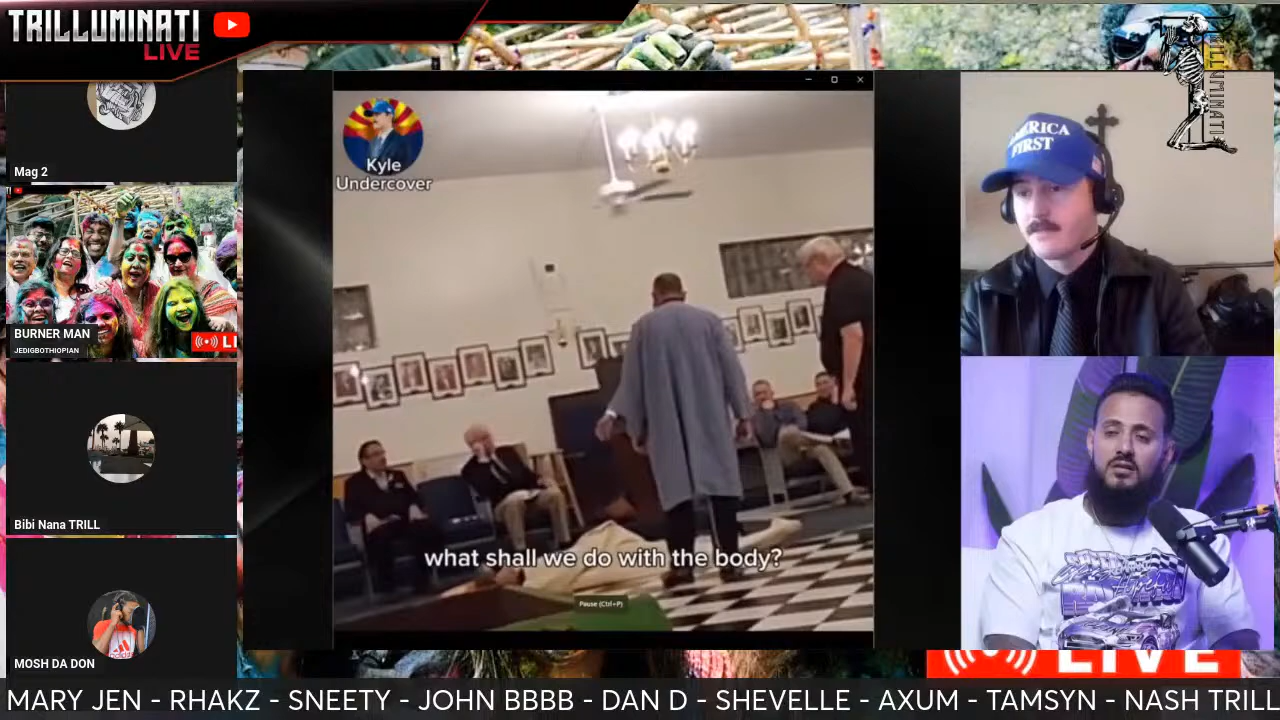 TRILLUMINATI
LIVE
Mag 2
BURNER MAN
JEDIGBOTHIOPIAN
LI
Bibi Nana TRILL
MOSH DA DON
Kyle
Undercover
what shall we do with the body?
Pause (Ctrl+P)
AMERICA
FIRST
TRILLUMINATI
LIVE
MARY JEN - RHAKZ - SNEETY - JOHN BBBB - DAN D - SHEVELLE - AXUM - TAMSYN - NASH TRILL